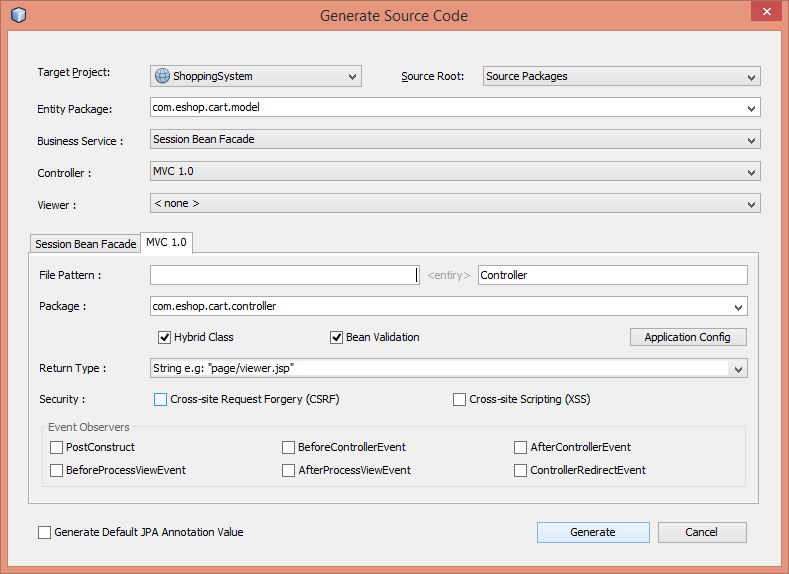 Generate Source Code
Target Project: ShoppingSystem Source Root: Source Packages
Entity Package: com.eshop.cart.model
Business Service : Session Bean Facade
Controller : MVC 1.0
Viewer : < none >
Session Bean Facade MVC 1.0
File Pattern : <entiry> Controller
Package : com.eshop.cart.controller
Hybrid Class Bean Validation Application Config
Return Type : String e.g: "page/viewer.jsp"
Security : Cross-site Request Forgery (CSRF) Cross-site Scripting (XSS)
Event Observers
PostConstruct BeforeControllerEvent AfterControllerEvent
BeforeProcessViewEvent AfterProcessViewEvent ControllerRedirectEvent
Generate Default JPA Annotation Value Generate Cancel